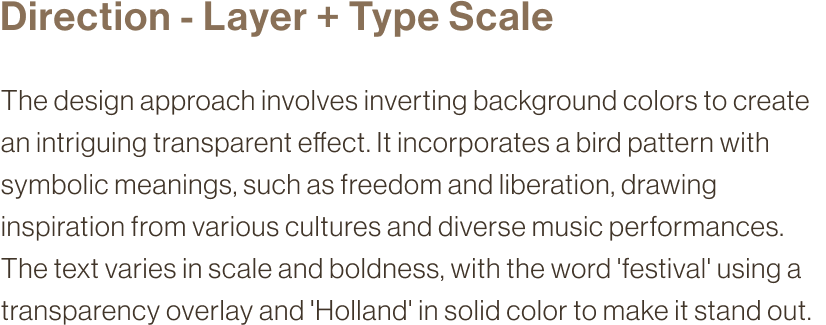 Direction - Layer + Type Scale
The design approach involves inverting background colors to create
an intriguing transparent effect. It incorporates a bird pattern with
symbolic meanings, such as freedom and liberation, drawing
inspiration from various cultures and diverse music performances.
The text varies in scale and boldness, with the word 'festival' using a
transparency overlay and 'Holland' in solid color to make it stand out.